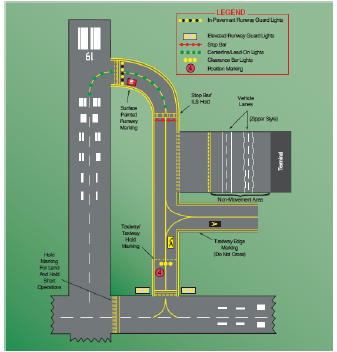 LEGEND
In-Pavement Runway Guard Lights
Elevated Runway Guard Lights
Stop Bar
Centerline/Lead-On Lights
Clearance Bar Lights
4
Position Marking
19
Surface
Painted
Runway
Marking
Stop Bar/
ILS Hold
Vehicle
Lanes
(Zipper Style)
Terminal
Non-Movement Area
Taxiway/
Taxiway
Hold
Marking
Taxiway Edge
Marking
(Do Not Cross)
Hold
Marking
For Land
And Hold
Short
Operations
4